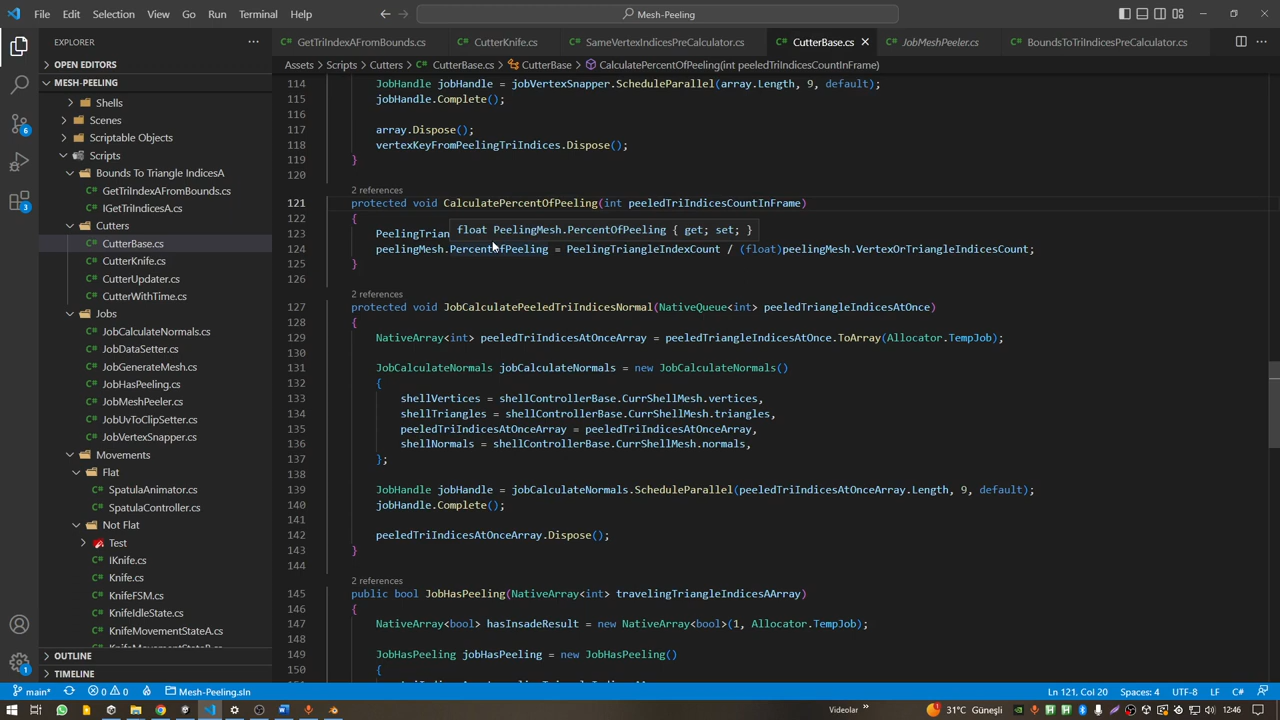 File Edit Selection View Go Run Terminal Help
Mesh-Peeling
EXPLORER
OPEN EDITORS
MESH-PEELING
Shells
Scenes
Scriptable Objects
Scripts
Bounds To Triangle IndicesA
GetTriIndexAFromBounds.cs
IGetTriIndicesA.cs
Cutters
CutterBase.cs
CutterKnife.cs
CutterUpdater.cs
CutterWithTime.cs
Jobs
JobCalculateNormals.cs
JobDataSetter.cs
JobGenerateMesh.cs
JobHasPeeling.cs
JobMeshPeeler.cs
JobUvToClipSetter.cs
JobVertexSnapper.cs
Movements
Flat
SpatulaAnimator.cs
SpatulaController.cs
Not Flat
Test
IKnife.cs
Knife.cs
KnifeFSM.cs
KnifeIdleState.cs
KnifeMovementStateA.cs
KnifeMovementStateB.cs
OUTLINE
TIMELINE
GetTriIndexAFromBounds.cs CutterKnife.cs SameVertexIndicesPreCalculator.cs CutterBase.cs JobMeshPeeler.cs BoundsToTriIndicesPreCalculator.cs
Assets > Scripts > Cutters > CutterBase.cs > CutterBase > CalculatePercentOfPeeling(int peeledTriIndicesCountInFrame)
114 JobHandle jobHandle = jobVertexSnapper.ScheduleParallel(array.Length, 9, default);
115 jobHandle.Complete();
116
117 array.Dispose();
118 vertexKeyFromPeelingTriIndices.Dispose();
119 }
120
2 references
121 protected void CalculatePercentOfPeeling(int peeledTriIndicesCountInFrame)
122 {
float PeelingMesh.PercentOfPeeling { get; set; }
123 PeelingTrian
124 peelingMesh.PercentOfPeeling = PeelingTriangleIndexCount / (float)peelingMesh.VertexOrTriangleIndicesCount;
125 }
126
2 references
127 protected void JobCalculatePeeledTriIndicesNormal(NativeQueue<int> peeledTriangleIndicesAtOnce)
128 {
129 NativeArray<int> peeledTriIndicesAtOnceArray = peeledTriangleIndicesAtOnce.ToArray(Allocator.TempJob);
130
131 JobCalculateNormals jobCalculateNormals = new JobCalculateNormals()
132 {
133 shellVertices = shellControllerBase.CurrShellMesh.vertices,
134 shellTriangles = shellControllerBase.CurrShellMesh.triangles,
135 peeledTriIndicesAtOnceArray = peeledTriIndicesAtOnceArray,
136 shellNormals = shellControllerBase.CurrShellMesh.normals,
137 };
138
139 JobHandle jobHandle = jobCalculateNormals.ScheduleParallel(peeledTriIndicesAtOnceArray.Length, 9, default);
140 jobHandle.Complete();
141
142 peeledTriIndicesAtOnceArray.Dispose();
143 }
144
2 references
145 public bool JobHasPeeling(NativeArray<int> travelingTriangleIndicesAArray)
146 {
147 NativeArray<bool> hasInsadeResult = new NativeArray<bool>(1, Allocator.TempJob);
148
149 JobHasPeeling jobHasPeeling = new JobHasPeeling()
150 {
main* 0 0 Mesh-Peeling.sln Ln 121, Col 20 Spaces: 4 UTF-8 LF C#
Videolar » 31°C Güneşli 12:46